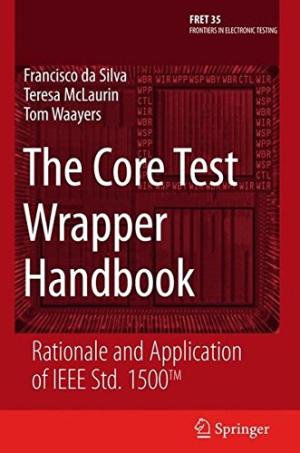 FRET 35
FRONTIERS IN ELECTRONIC TESTING
Francisco da Silva
Teresa McLaurin
Tom Waayers
The Core Test
Wrapper
Handbook
Rationale and Application
of IEEE Std. 1500™
Springer